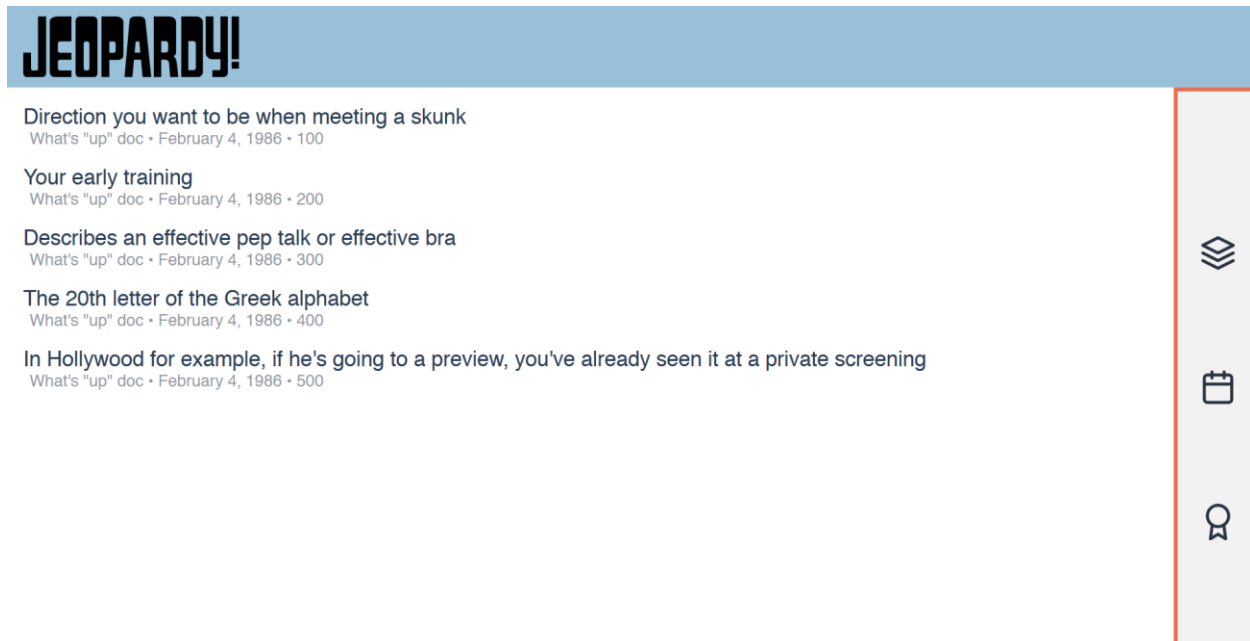 JEOPARDY!
Direction you want to be when meeting a skunk
What's "up" doc • February 4, 1986 • 100
Your early training
What's "up" doc • February 4, 1986 • 200
Describes an effective pep talk or effective bra
What's "up" doc • February 4, 1986 • 300
The 20th letter of the Greek alphabet
What's "up" doc • February 4, 1986 • 400
In Hollywood for example, if he's going to a preview, you've already seen it at a private screening
What's "up" doc • February 4, 1986 • 500